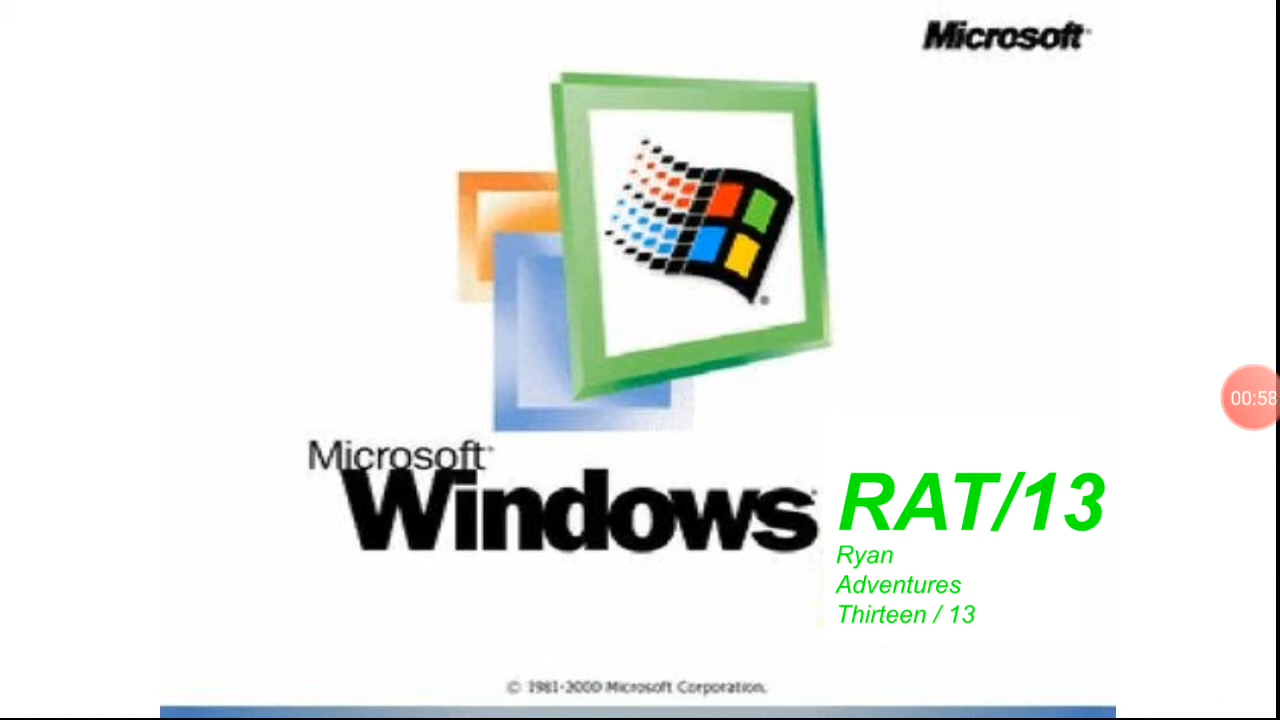 Microsoft
Microsoft
Windows
RAT/13
Ryan
Adventures
Thirteen / 13
00:58
© 1981-2000 Microsoft Corporation.